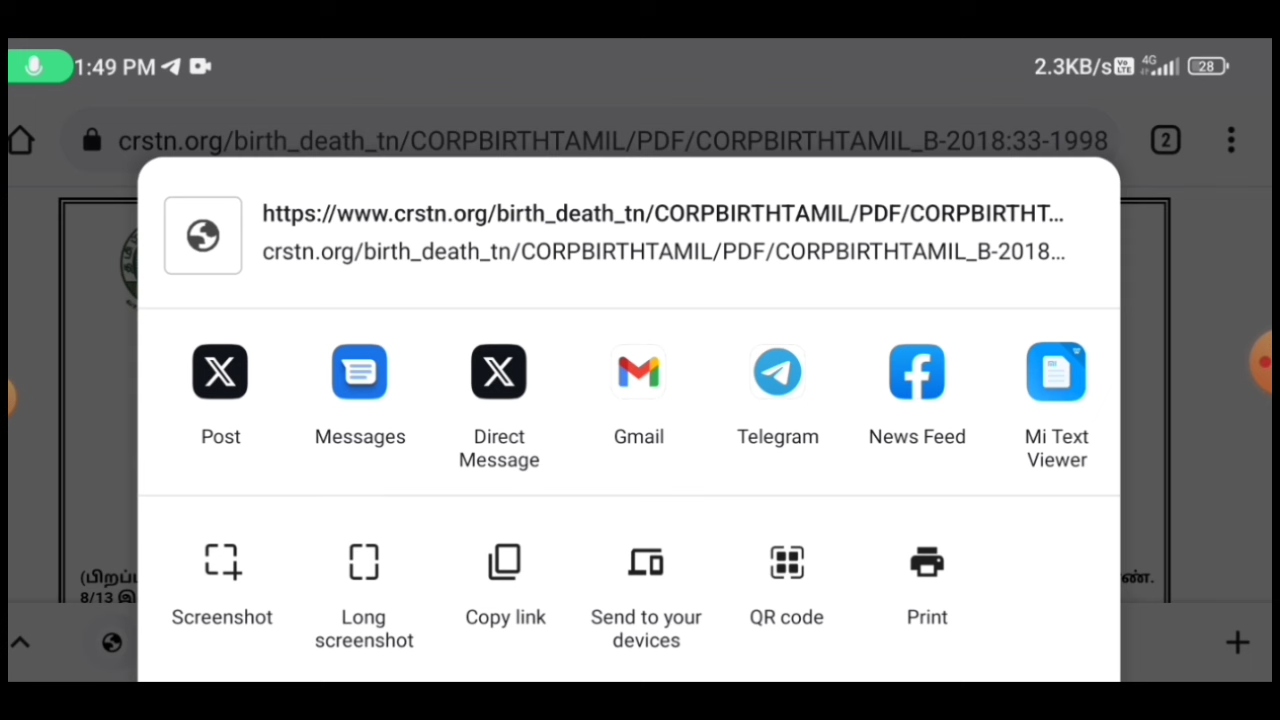 1:49 PM
2.3KB/s Vo LTE 4G 28
crstn.org/birth_death_tn/CORPBIRTHTAMIL/PDF/CORPBIRTHTAMIL_B-2018:33-1998
2
https://www.crstn.org/birth_death_tn/CORPBIRTHTAMIL/PDF/CORPBIRTHT...
crstn.org/birth_death_tn/CORPBIRTHTAMIL/PDF/CORPBIRTHTAMIL_B-2018...
Post
Messages
Direct
Message
Gmail
Telegram
News Feed
Mi Text
Viewer
(பிறப்
8/13 இ
ண்.
Screenshot
Long
screenshot
Copy link
Send to your
devices
QR code
Print